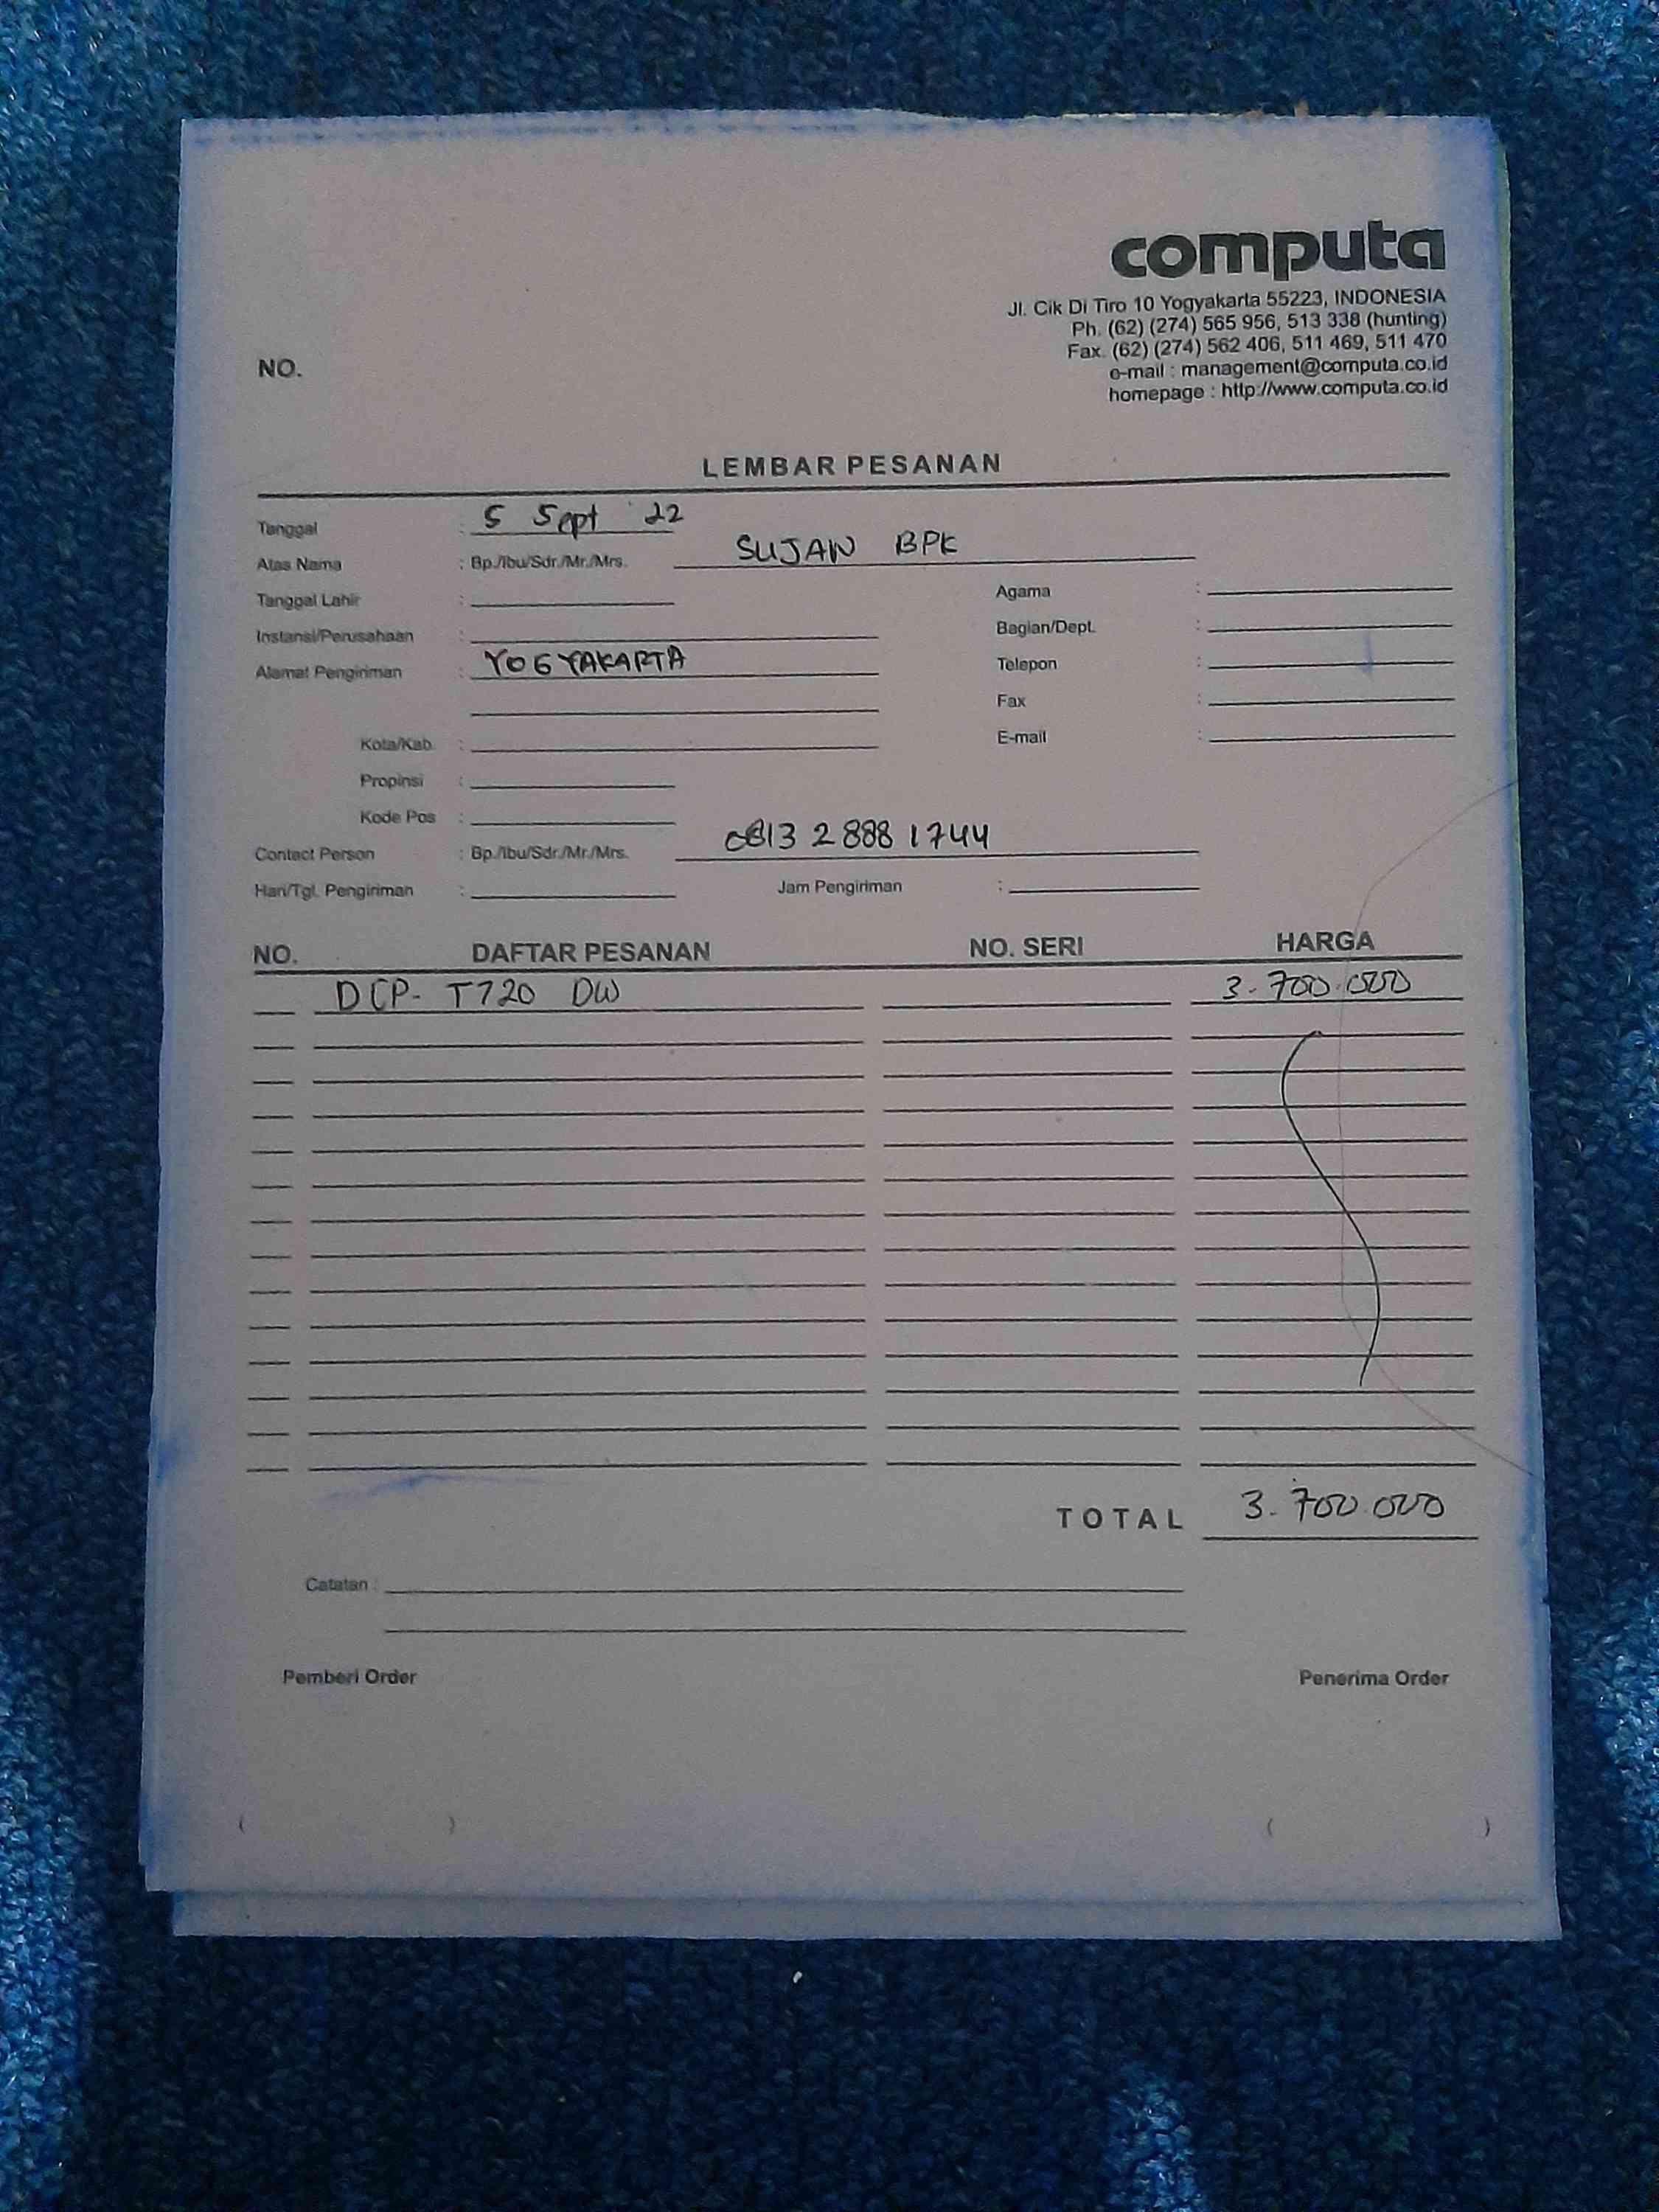 computa
Jl. Cik Di Tiro 10 Yogyakarta 55223, INDONESIA
Ph. (62) (274) 565 956, 513 338 (hunting)
Fax. (62) (274) 562 406, 511 469, 511 470
e-mail : management@computa.co.id
homepage : http://www.computa.co.id
NO.
LEMBAR PESANAN
Tanggal : 5 Sept '22
Atas Nama : Bp./Ibu/Sdr./Mr./Mrs. SUJAN BPK
Tanggal Lahir : Agama :
Instansi/Perusahaan : Bagian/Dept. :
Alamat Pengiriman : YOGYAKARTA Telepon :
Fax :
Kota/Kab. : E-mail :
Propinsi :
Kode Pos :
Contact Person : Bp./Ibu/Sdr./Mr./Mrs. 0813 2 888 1744
Hari/Tgl. Pengiriman : Jam Pengiriman :
NO. DAFTAR PESANAN NO. SERI HARGA
DCP- T720 DW 3.700.000
TOTAL 3.700.000
Catatan :
Pemberi Order Penerima Order
( ) ( )